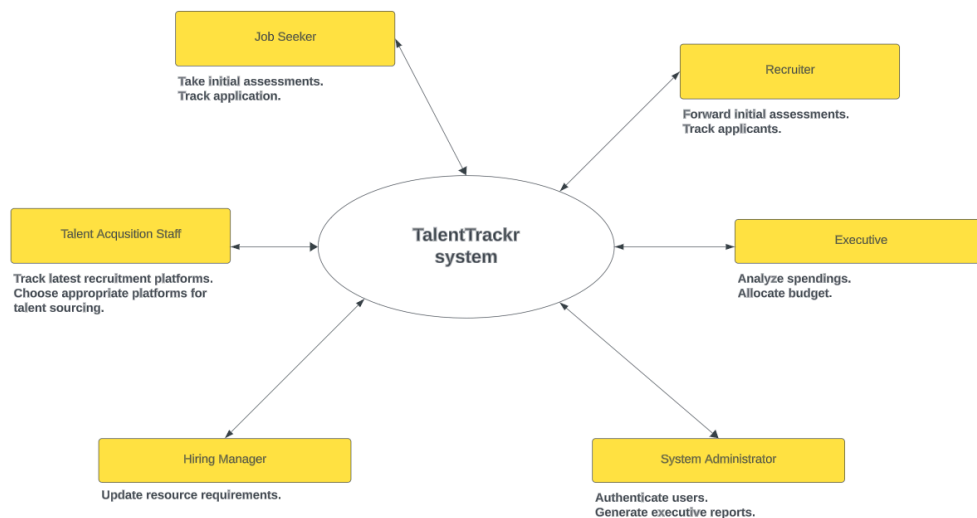 Job Seeker
Take initial assessments.
Track application.
Recruiter
Forward initial assessments.
Track applicants.
TalentTrackr
system
Talent Acqusition Staff
Track latest recruitment platforms.
Choose appropriate platforms for
talent sourcing.
Executive
Analyze spendings.
Allocate budget.
Hiring Manager
Update resource requirements.
System Administrator
Authenticate users.
Generate executive reports.